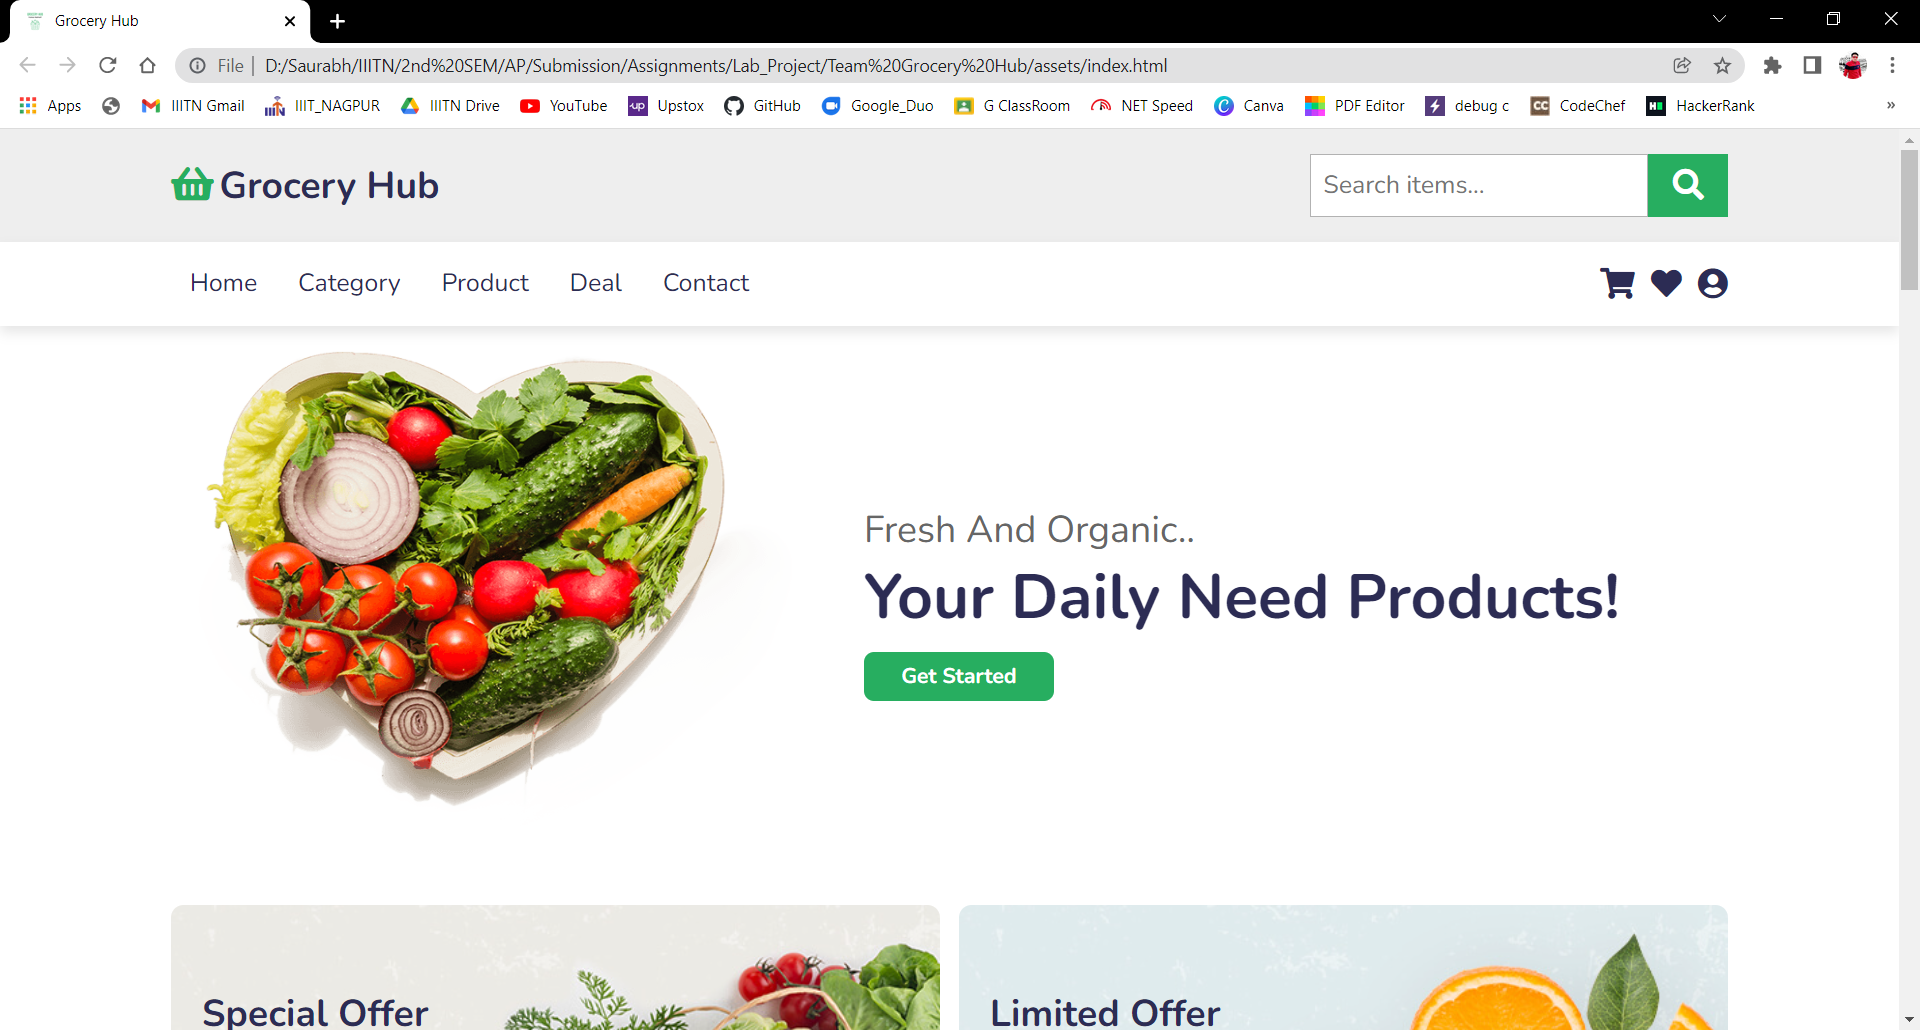 Grocery Hub
File | D:/Saurabh/IIITN/2nd%20SEM/AP/Submission/Assignments/Lab_Project/Team%20Grocery%20Hub/assets/index.html
Apps IIITN Gmail IIIT_NAGPUR IIITN Drive YouTube Upstox GitHub Google_Duo G ClassRoom NET Speed Canva PDF Editor debug c CodeChef HackerRank »
Grocery Hub Search items...
Home Category Product Deal Contact
Fresh And Organic..
Your Daily Need Products!
Get Started
Special Offer Limited Offer